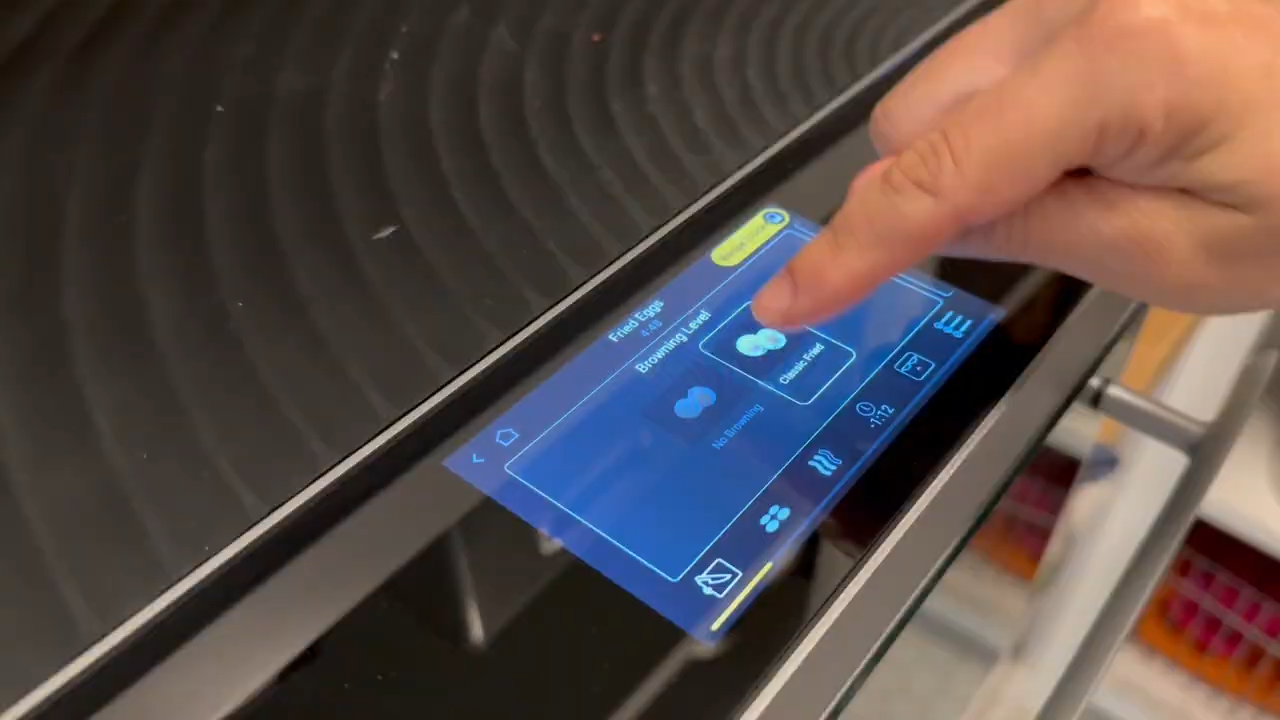 Fried Eggs
4:48
Browning Level
Classic Fried
No Browning
-1:12